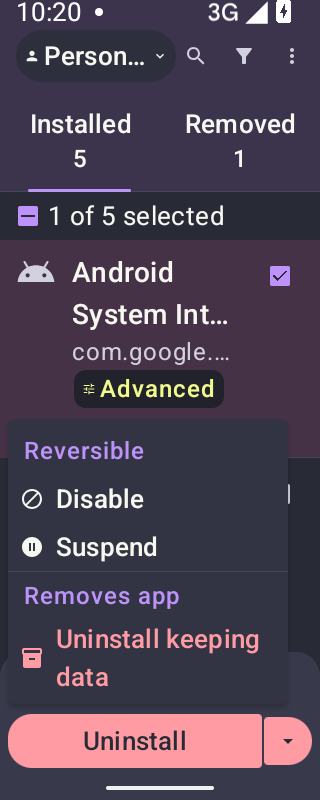 10:20
3G
Person...
Installed
5
Removed
1
1 of 5 selected
Android
System Int...
com.google....
Advanced
Reversible
Disable
Suspend
Removes app
Uninstall keeping
data
Uninstall